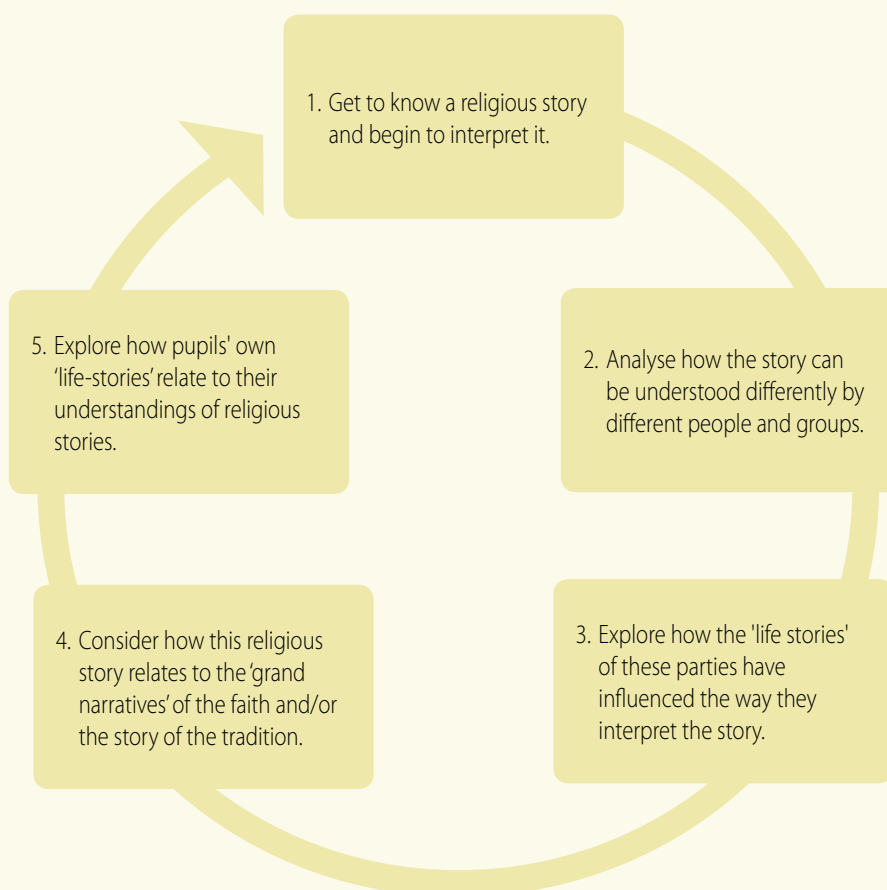 1. Get to know a religious story
and begin to interpret it.
2. Analyse how the story can
be understood differently by
different people and groups.
3. Explore how the 'life stories'
of these parties have
influenced the way they
interpret the story.
4. Consider how this religious
story relates to the ‘grand
narratives’ of the faith and/or
the story of the tradition.
5. Explore how pupils' own
‘life-stories’ relate to their
understandings of religious
stories.